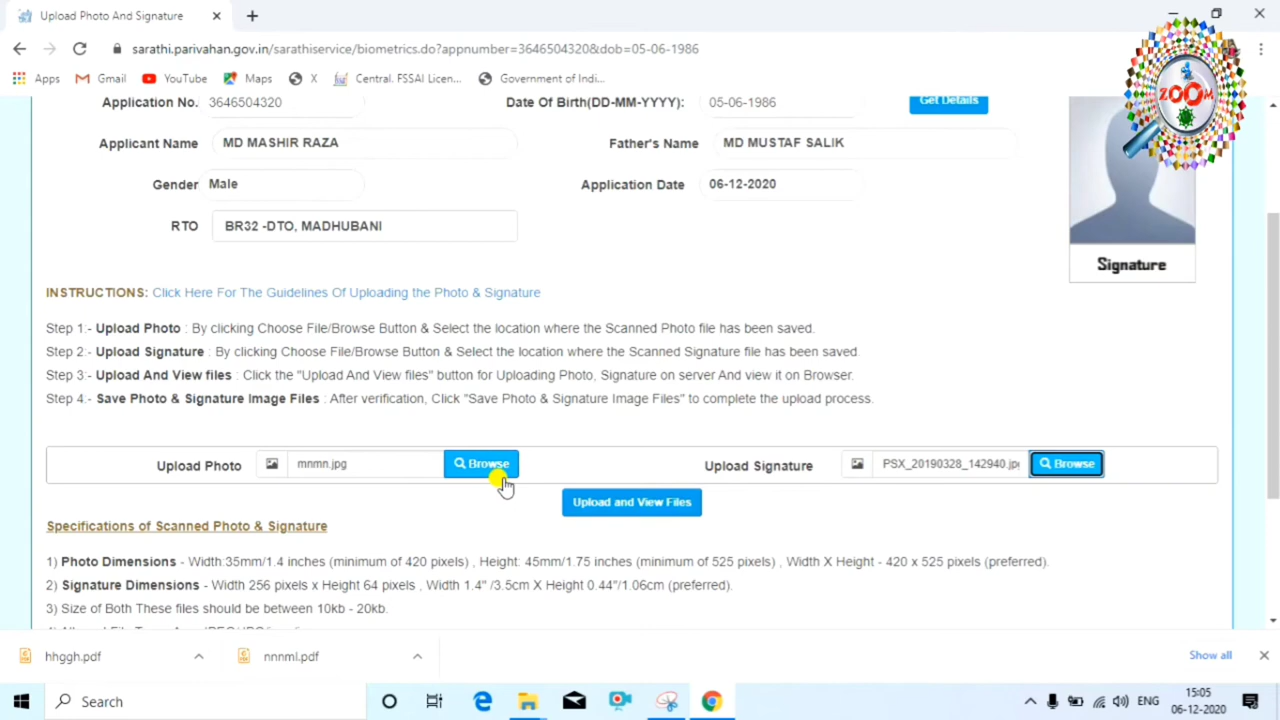 Upload Photo And Signature
sarathi.parivahan.gov.in/sarathiservice/biometrics.do?appnumber=3646504320&dob=05-06-1986
Apps Gmail YouTube Maps X Central. FSSAI Licen... Government of Indi...
ZOOM
Application No. 3646504320 Date Of Birth(DD-MM-YYYY): 05-06-1986 Get Details
Applicant Name MD MASHIR RAZA Father's Name MD MUSTAF SALIK
Gender Male Application Date 06-12-2020
RTO BR32 -DTO, MADHUBANI
Signature
INSTRUCTIONS: Click Here For The Guidelines Of Uploading the Photo & Signature
Step 1:- Upload Photo : By clicking Choose File/Browse Button & Select the location where the Scanned Photo file has been saved.
Step 2:- Upload Signature : By clicking Choose File/Browse Button & Select the location where the Scanned Signature file has been saved.
Step 3:- Upload And View files : Click the "Upload And View files" button for Uploading Photo, Signature on server And view it on Browser.
Step 4:- Save Photo & Signature Image Files : After verification, Click "Save Photo & Signature Image Files" to complete the upload process.
Upload Photo mnmn.jpg Browse Upload Signature PSX_20190328_142940.jp Browse
Upload and View Files
Specifications of Scanned Photo & Signature
1) Photo Dimensions - Width:35mm/1.4 inches (minimum of 420 pixels) , Height: 45mm/1.75 inches (minimum of 525 pixels) , Width X Height - 420 x 525 pixels (preferred).
2) Signature Dimensions - Width 256 pixels x Height 64 pixels , Width 1.4" /3.5cm X Height 0.44"/1.06cm (preferred).
3) Size of Both These files should be between 10kb - 20kb.
hhggh.pdf nnnml.pdf Show all
Search ENG 15:05
06-12-2020